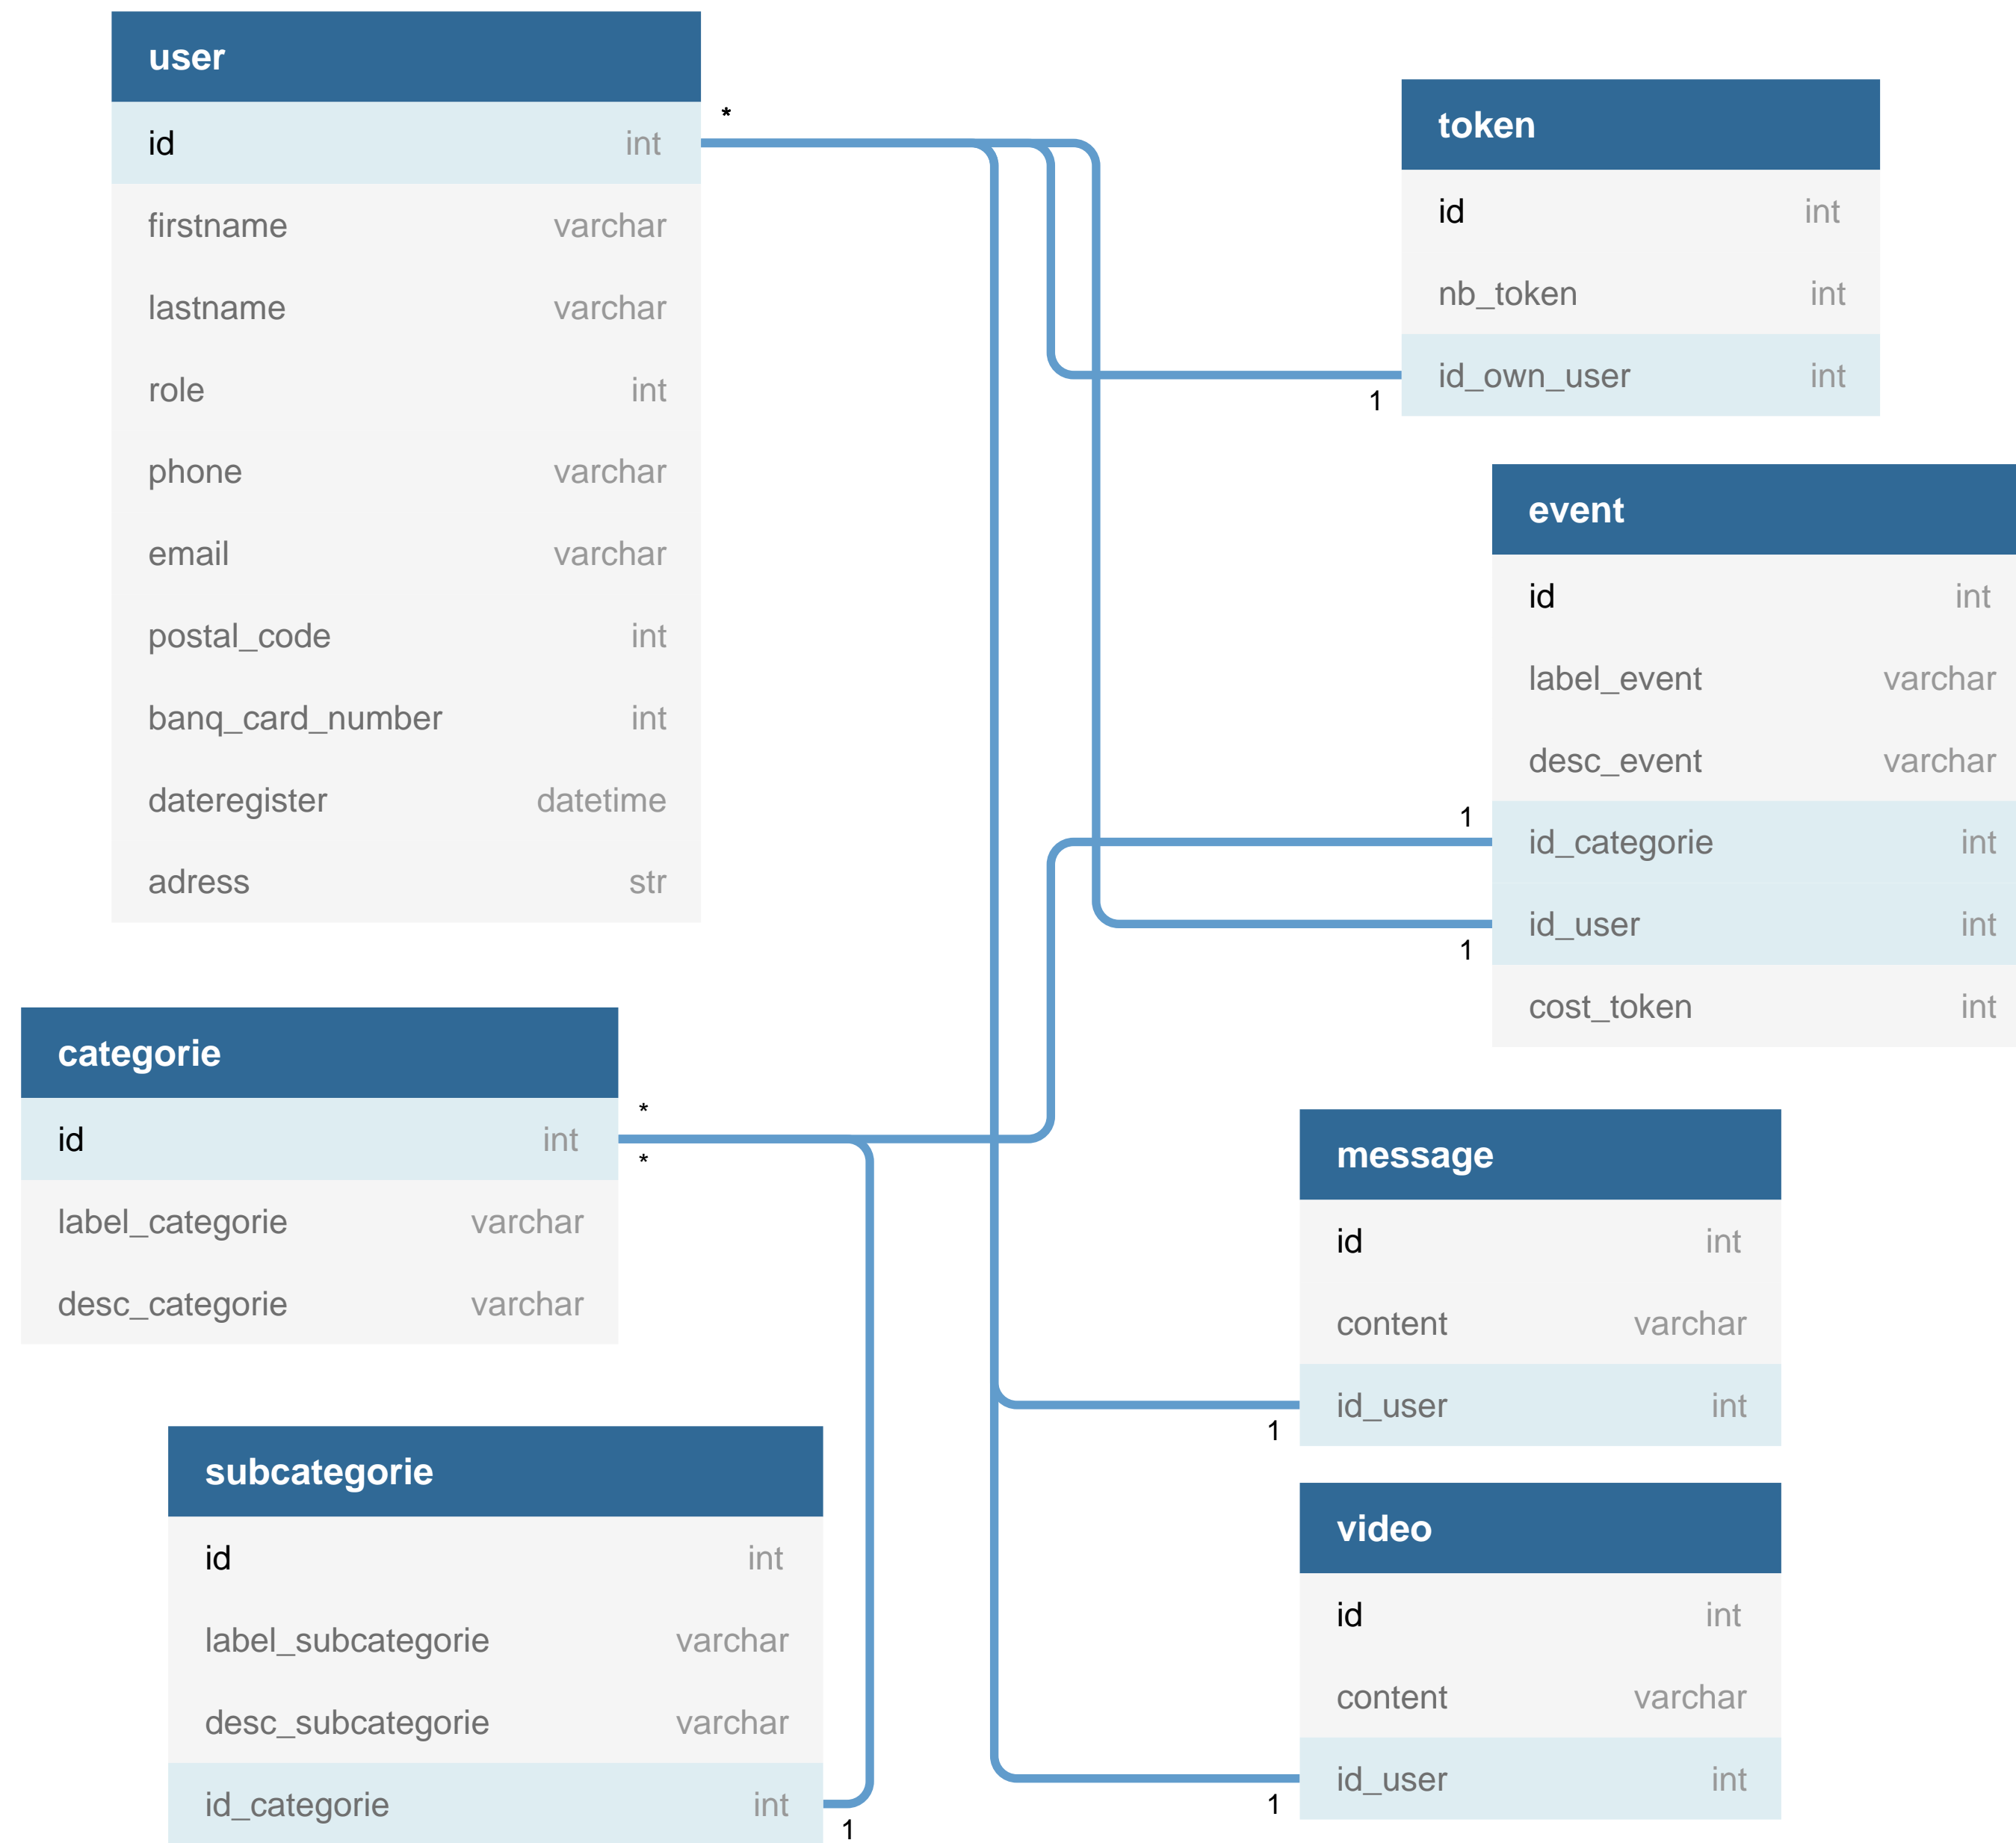 user
*
id int
firstname varchar
lastname varchar
role int
phone varchar
email varchar
postal_code int
banq_card_number int
dateregister datetime
adress str
token
id int
nb_token int
id_own_user int
1
event
id int
label_event varchar
desc_event varchar
1
id_categorie int
id_user int
1
cost_token int
categorie
*
id int
*
label_categorie varchar
desc_categorie varchar
message
id int
content varchar
id_user int
1
subcategorie
id int
label_subcategorie varchar
desc_subcategorie varchar
id_categorie int
1
video
id int
content varchar
id_user int
1